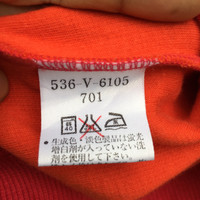 536-V-6105
701
・生成色・淡色製品は蛍光
増白剤が入っていない洗
剤を使用して下さい。